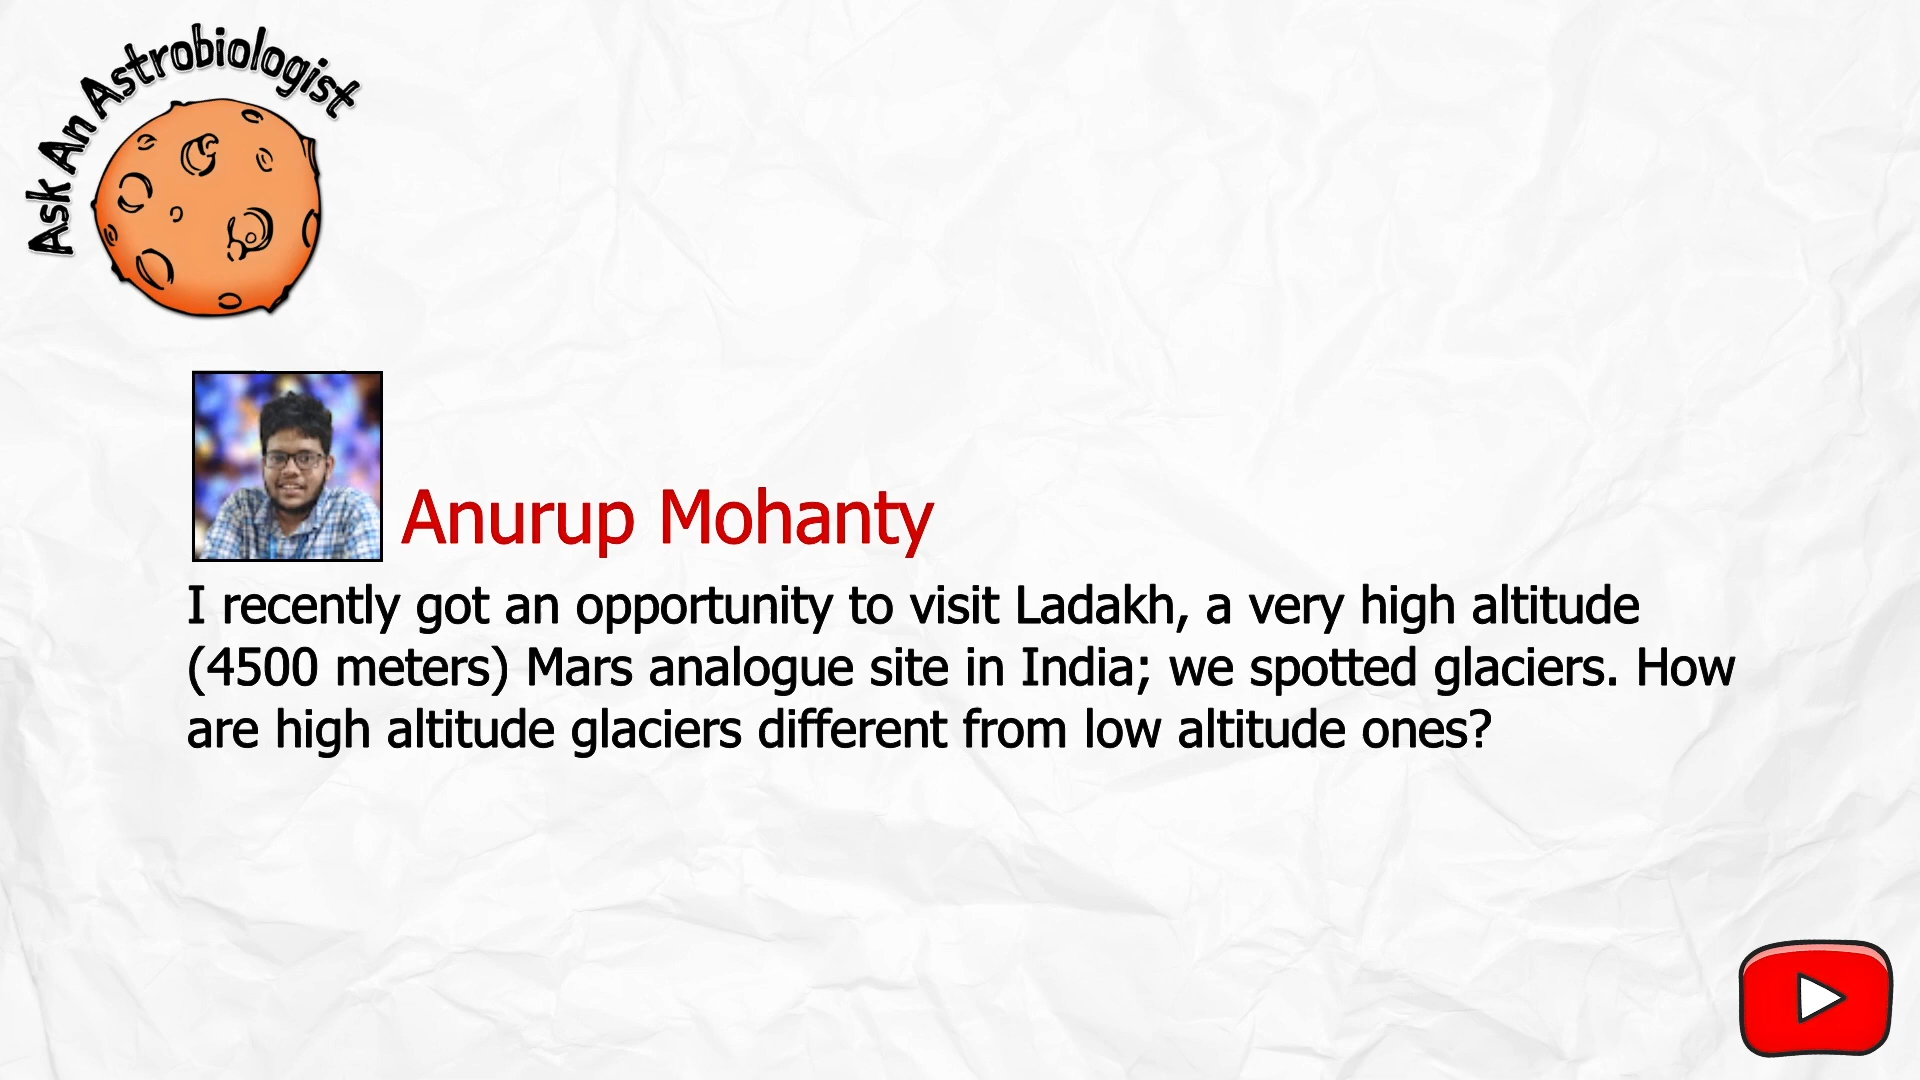 Ask An Astrobiologist
Anurup Mohanty
I recently got an opportunity to visit Ladakh, a very high altitude
(4500 meters) Mars analogue site in India; we spotted glaciers. How
are high altitude glaciers different from low altitude ones?